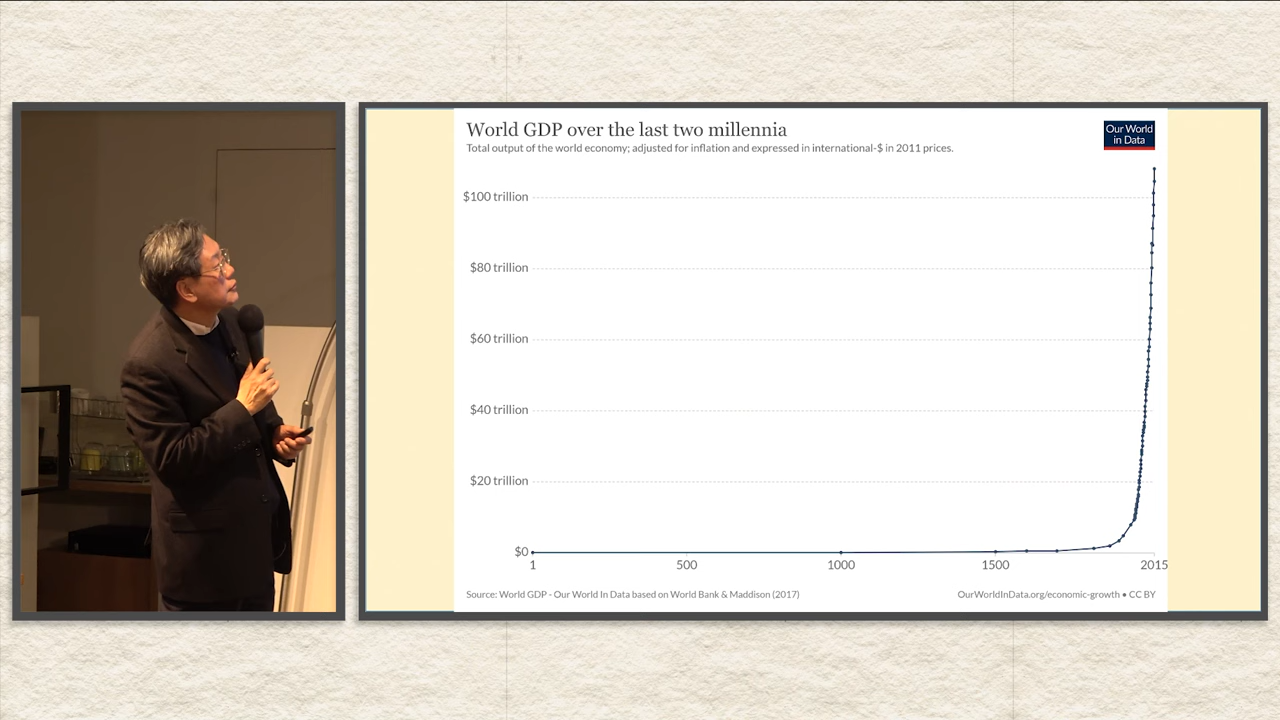 World GDP over the last two millennia
Total output of the world economy; adjusted for inflation and expressed in international-$ in 2011 prices.
Our World
in Data
$100 trillion
$80 trillion
$60 trillion
$40 trillion
$20 trillion
$0
1 500 1000 1500 2015
Source: World GDP - Our World In Data based on World Bank & Maddison (2017)
OurWorldInData.org/economic-growth • CC BY